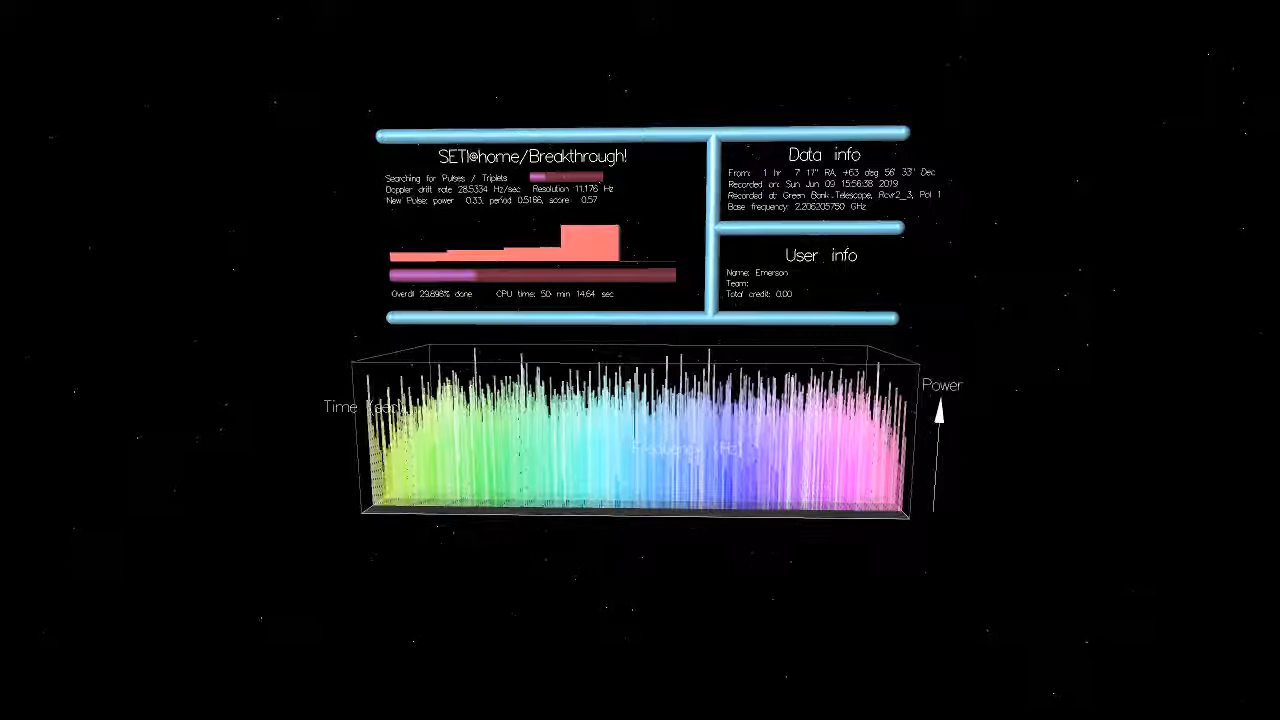 SETI@home/Breakthrough!
Searching for Pulses / Triplets
Doppler drift rate 28.5334 Hz/sec Resolution 11.176 Hz
New Pulse: power 0.33, period 0.5166, score 0.57
Overall 29.898% done CPU time: 50 min 14.64 sec
Data info
From: 1 hr 7' 17" RA, +63 deg 56' 33" Dec
Recorded on: Sun Jun 09 15:56:38 2019
Recorded at: Green Bank Telescope, Rcvr2_3, Pol 1
Base frequency: 2.206205750 GHz
User info
Name: Emerson
Team:
Total credit: 0.00
Time (sec)
Frequency (Hz)
Power